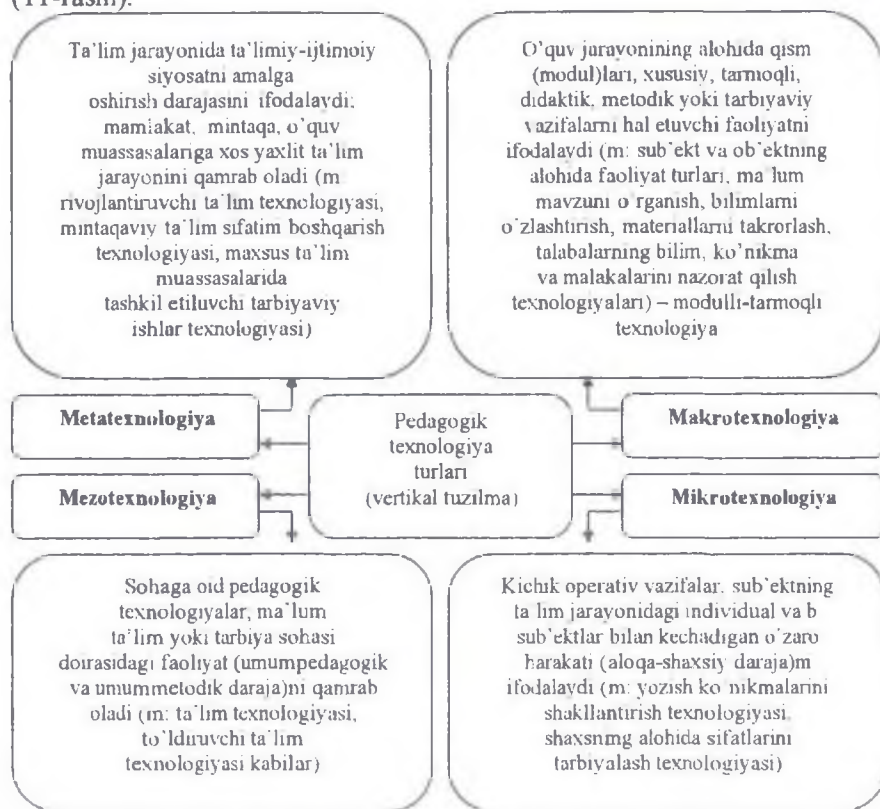 (11-rasm).
Ta'lim jarayonida ta'limiy-ijtimoiy
siyosatni amalga
oshirish darajasini ifodalaydi;
mamlakat, mintaqa, o'quv
muassasalariga xos yaxlit ta'lim
jarayonini qamrab oladi (m
rivojlantiruvchi ta'lim texnologiyasi,
mintaqaviy ta'lim sifatini boshqarish
texnologiyasi, maxsus ta'lim
muassasalarida
tashkil etiluvchi tarbiyaviy
ishlar texnologiyasi)
O'quv jarayonining alohida qism
(modul)lari, xususiy, tarmoqli,
didaktik, metodik yoki tarbiyaviy
vazifalarni hal etuvchi faoliyatni
ifodalaydi (m: sub'ekt va ob'ektning
alohida faoliyat turlari, ma'lum
mavzuni o'rganish, bilimlarni
o'zlashtirish, materiallarni takrorlash,
talabalarning bilim, ko'nikma
va malakalarini nazorat qilish
texnologiyalari) – modulli-tarmoqli
texnologiya
Metatexnologiya
Makrotexnologiya
Pedagogik
texnologiya
turlari
(vertikal tuzilma)
Mezotexnologiya
Mikrotexnologiya
Sohaga oid pedagogik
texnologiyalar, ma'lum
ta'lim yoki tarbiya sohasi
doirasidagi faoliyat (umumpedagogik
va umummetodik daraja)ni qamrab
oladi (m: ta'lim texnologiyasi,
to'ldiruvchi ta'lim
texnologiyasi kabilar)
Kichik operativ vazifalar, sub'ektning
ta lim jarayonidagi individual va b
sub'ektlar bilan kechadigan o'zaro
harakati (aloqa-shaxsiy daraja)ni
ifodalaydi (m: yozish ko nikmalarini
shakllantirish texnologiyasi,
shaxsning alohida sifatlarini
tarbiyalash texnologiyasi)